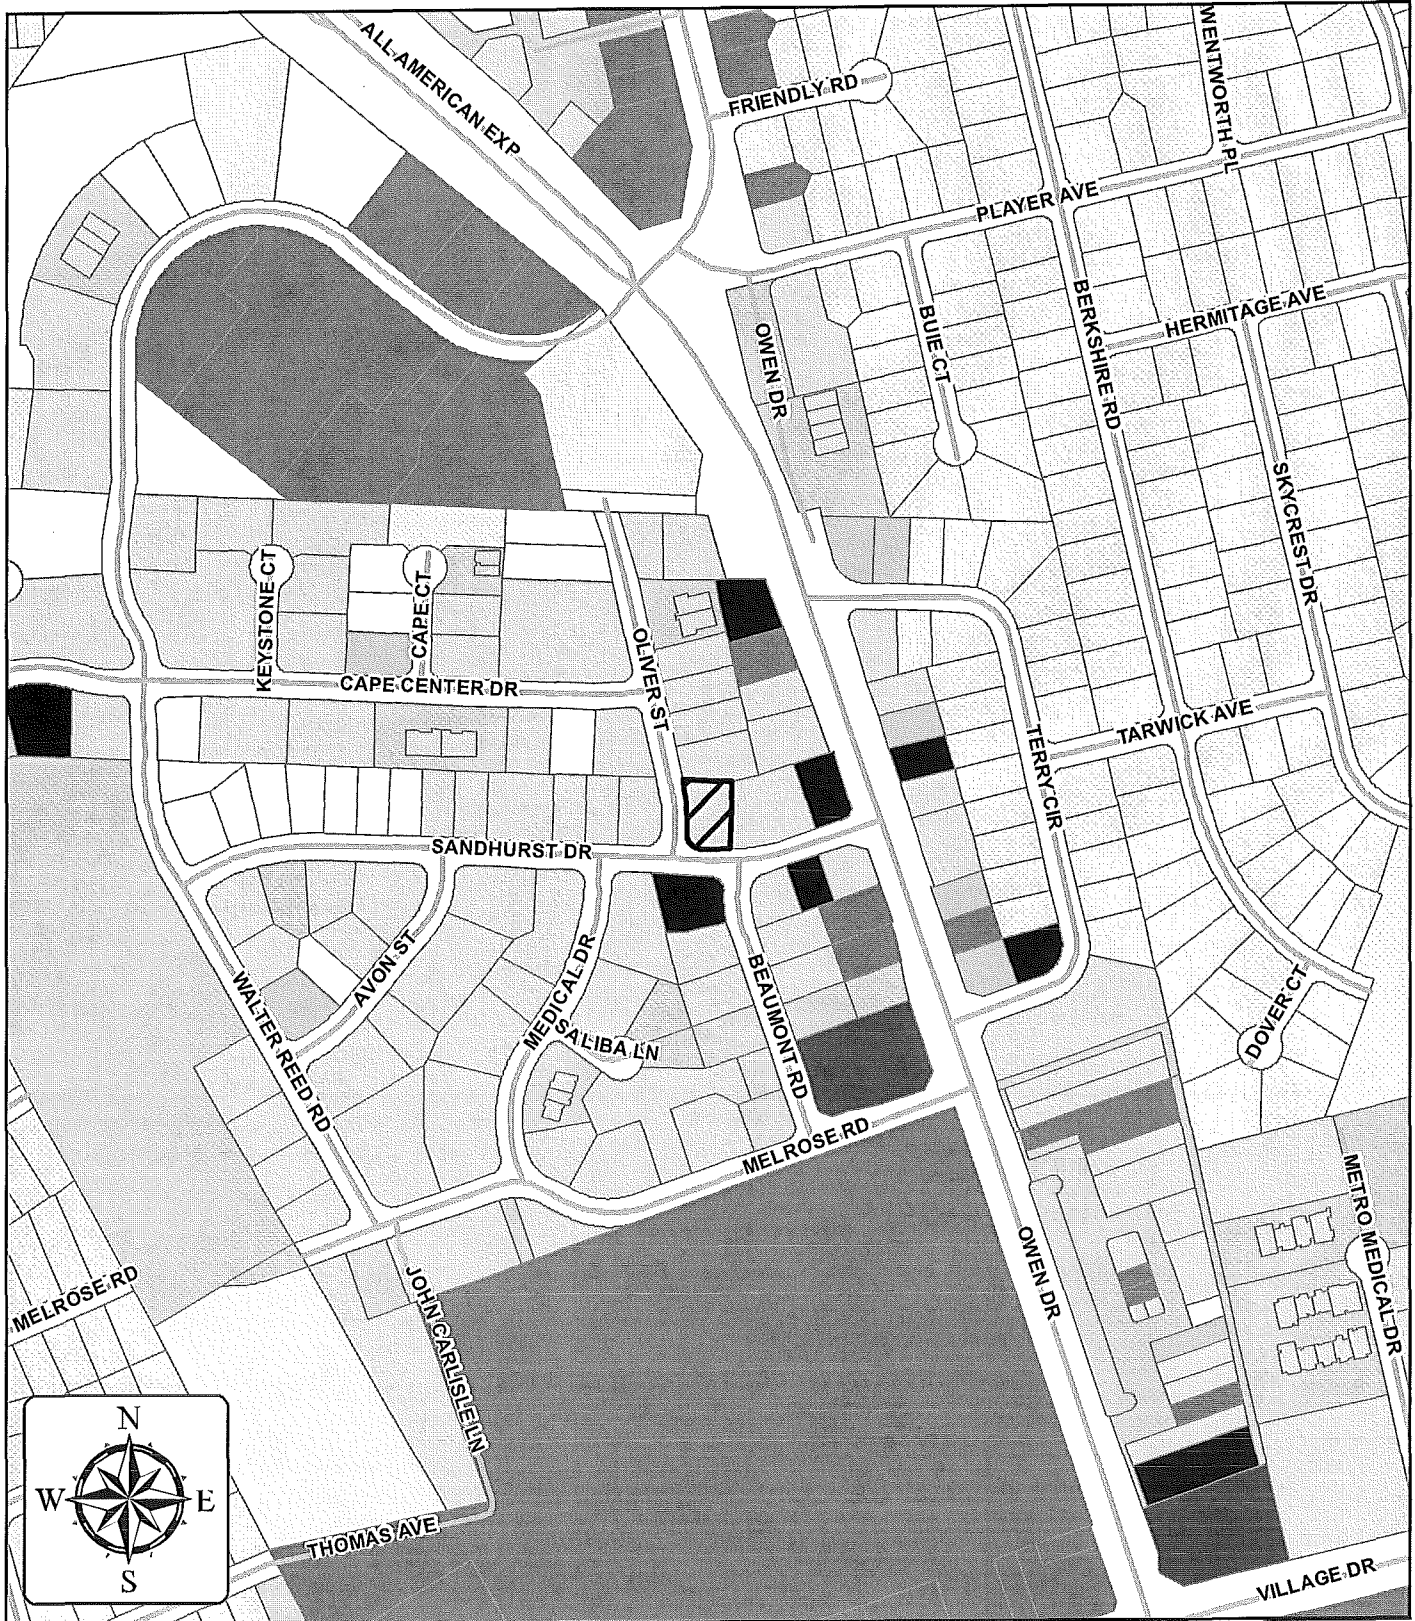 ALL AMERICAN EXP
WENTWORTH PL
FRIENDLY RD
PLAYER AVE
BERKSHIRE RD
HERMITAGE AVE
BUIE CT
OWEN DR
SKYCREST DR
KEYSTONE CT
CAPE CT
OLIVER ST
CAPE CENTER DR
TERRY CIR
TARWICK AVE
SANDHURST DR
AVON ST
MEDICAL DR
BEAUMONT RD
WALTER REED RD
SALIBA LN
DOVER CT
MELROSE RD
METRO MEDICAL DR
OWEN DR
MELROSE RD
JOHN CARLISLE LN
N
W
E
S
THOMAS AVE
VILLAGE DR